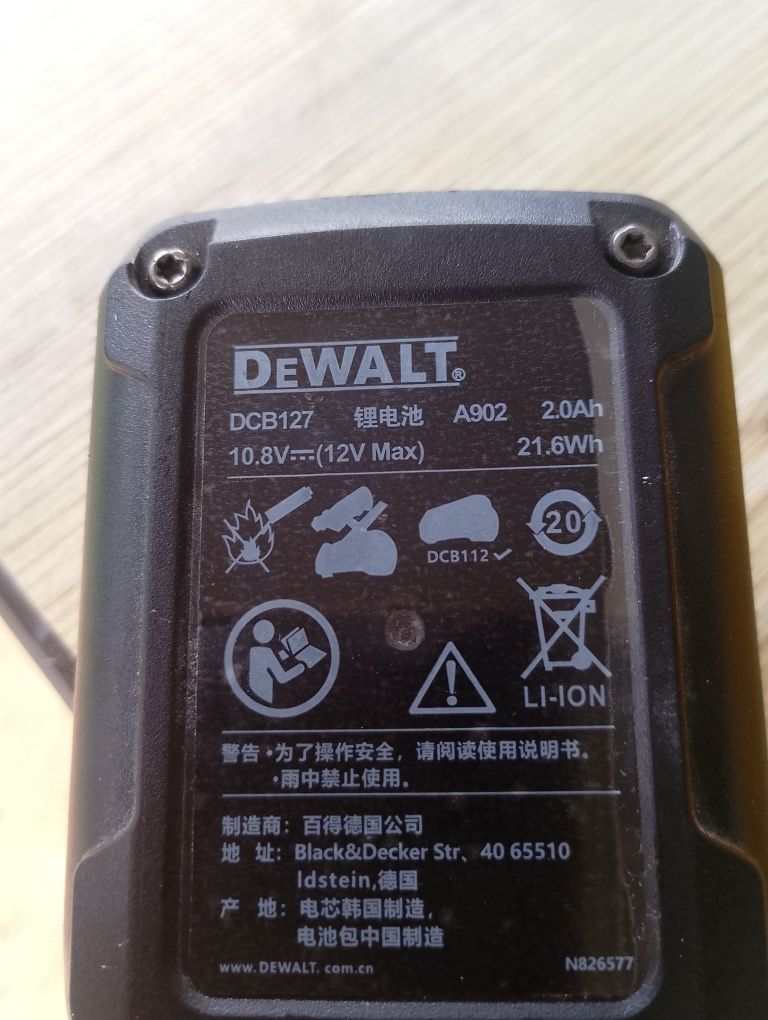 DEWALT®
DCB127 锂电池 A902 2.0Ah
10.8V⎓(12V Max) 21.6Wh
20
DCB112✓
LI-ION
警告·为了操作安全，请阅读使用说明书。
·雨中禁止使用。
制造商：百得德国公司
地 址：Black&Decker Str、40 65510
Idstein,德国
产 地：电芯韩国制造，
电池包中国制造
www.DEWALT.com.cn N826577